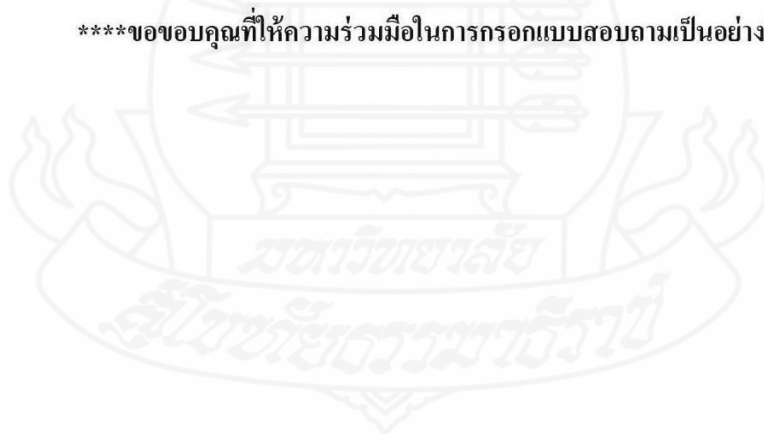 ****ขอขอบคุณที่ให้ความร่วมมือในการกรอกแบบสอบถามเป็นอย่าง
มหาวิทยาลัย
สุโขทัยธรรมาธิราช